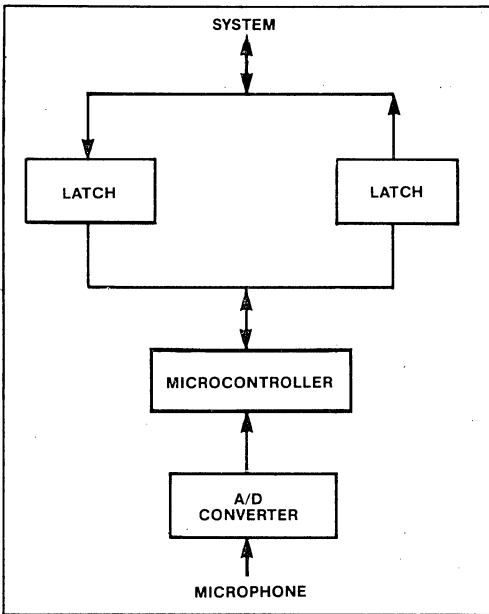 SYSTEM
LATCH
LATCH
MICROCONTROLLER
A/D
CONVERTER
MICROPHONE